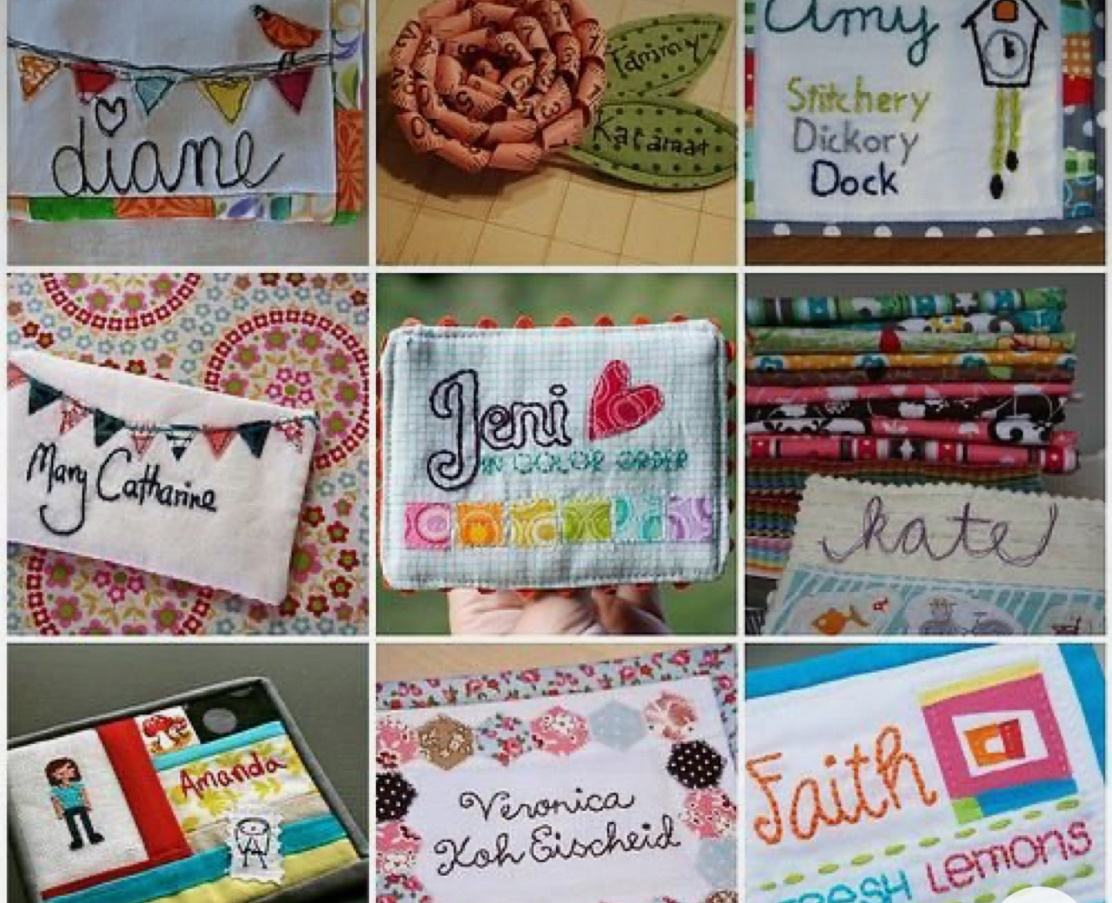 diane
Tammy
Amy
Stitchery
Dickory
Dock
Mary Catharine
Jeni
IN COLOR ORDER
kate
Amanda
Veronica
Koh Eischeid
Faith
FRESH LEMONS